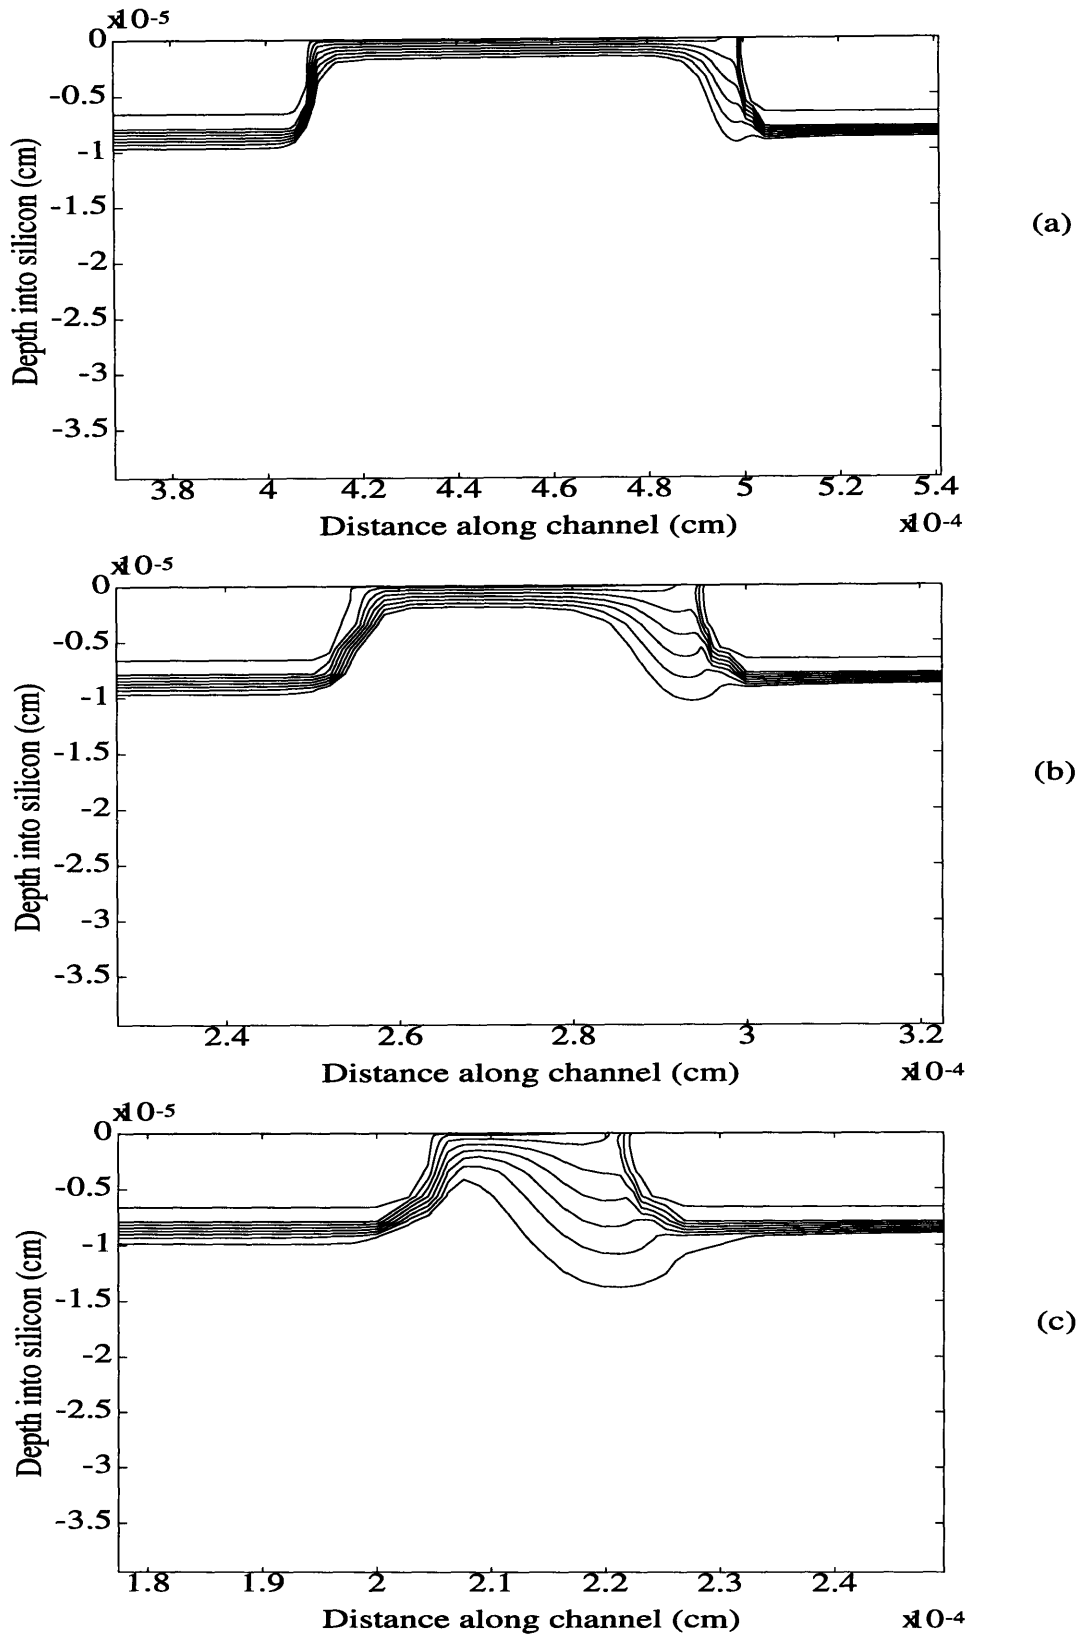 x10-5
0
-0.5
-1
-1.5
-2
-2.5
-3
-3.5
Depth into silicon (cm)
3.8 4 4.2 4.4 4.6 4.8 5 5.2 5.4
Distance along channel (cm) x10-4
(a)
x10-5
0
-0.5
-1
-1.5
-2
-2.5
-3
-3.5
Depth into silicon (cm)
2.4 2.6 2.8 3 3.2
Distance along channel (cm) x10-4
(b)
x10-5
0
-0.5
-1
-1.5
-2
-2.5
-3
-3.5
Depth into silicon (cm)
1.8 1.9 2 2.1 2.2 2.3 2.4
Distance along channel (cm) x10-4
(c)